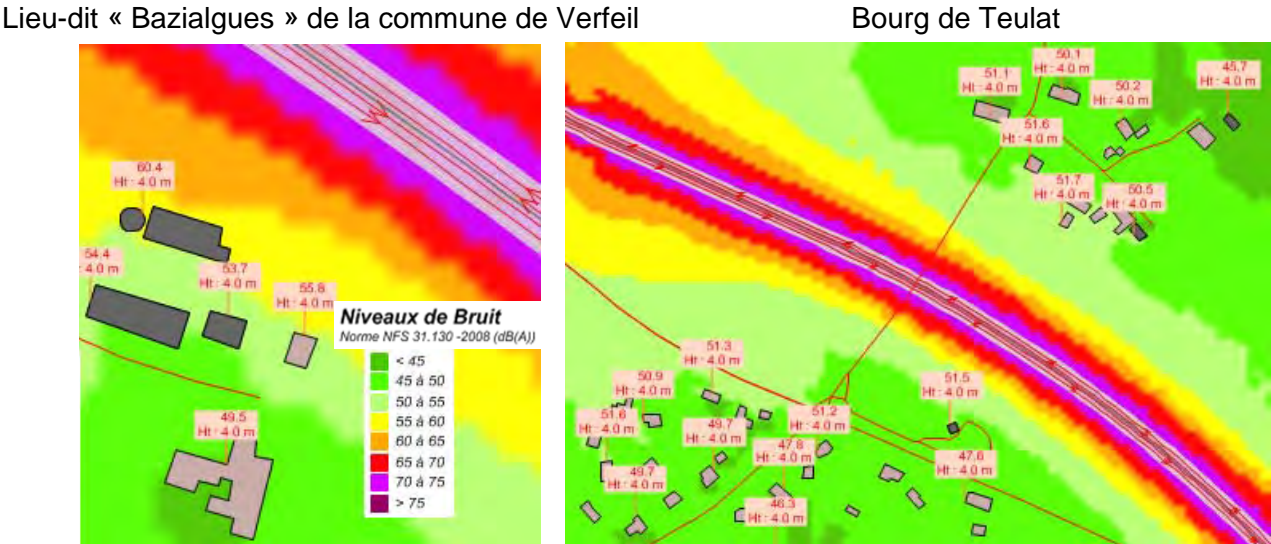 Lieu-dit « Bazialgues » de la commune de Verfeil
Bourg de Teulat
60.4
Ht : 4.0 m
54.4
: 4.0 m
53.7
Ht : 4.0 m
55.8
Ht : 4.0 m
49.5
Ht : 4.0 m
Niveaux de Bruit
Norme NFS 31.130 -2008 (dB(A))
< 45
45 à 50
50 à 55
55 à 60
60 à 65
65 à 70
70 à 75
> 75
50.1
Ht : 4.0 m
51.1
Ht : 4.0 m
50.2
Ht : 4.0 m
45.7
Ht : 4.0 m
51.6
Ht : 4.0 m
51.7
Ht : 4.0 m
50.5
Ht : 4.0 m
51.3
Ht : 4.0 m
50.9
Ht : 4.0 m
51.5
Ht : 4.0 m
51.6
Ht : 4.0 m
51.2
Ht : 4.0 m
49.7
Ht : 4.0 m
47.8
Ht : 4.0 m
47.6
Ht : 4.0 m
49.7
Ht : 4.0 m
46.3
Ht : 4.0 m